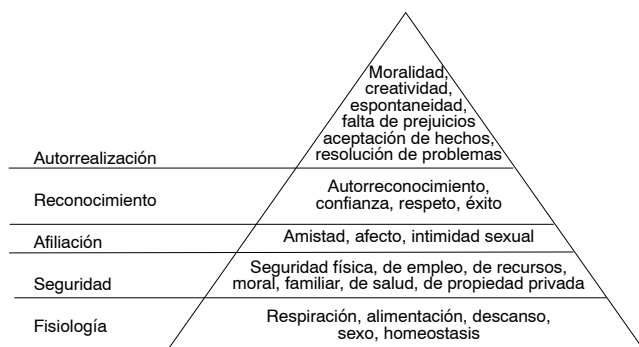 Moralidad,
creatividad,
espontaneidad,
falta de prejuicios
aceptación de hechos,
resolución de problemas
Autorrealización
Autorreconocimiento,
confianza, respeto, éxito
Reconocimiento
Amistad, afecto, intimidad sexual
Afiliación
Seguridad física, de empleo, de recursos,
moral, familiar, de salud, de propiedad privada
Seguridad
Respiración, alimentación, descanso,
sexo, homeostasis
Fisiología